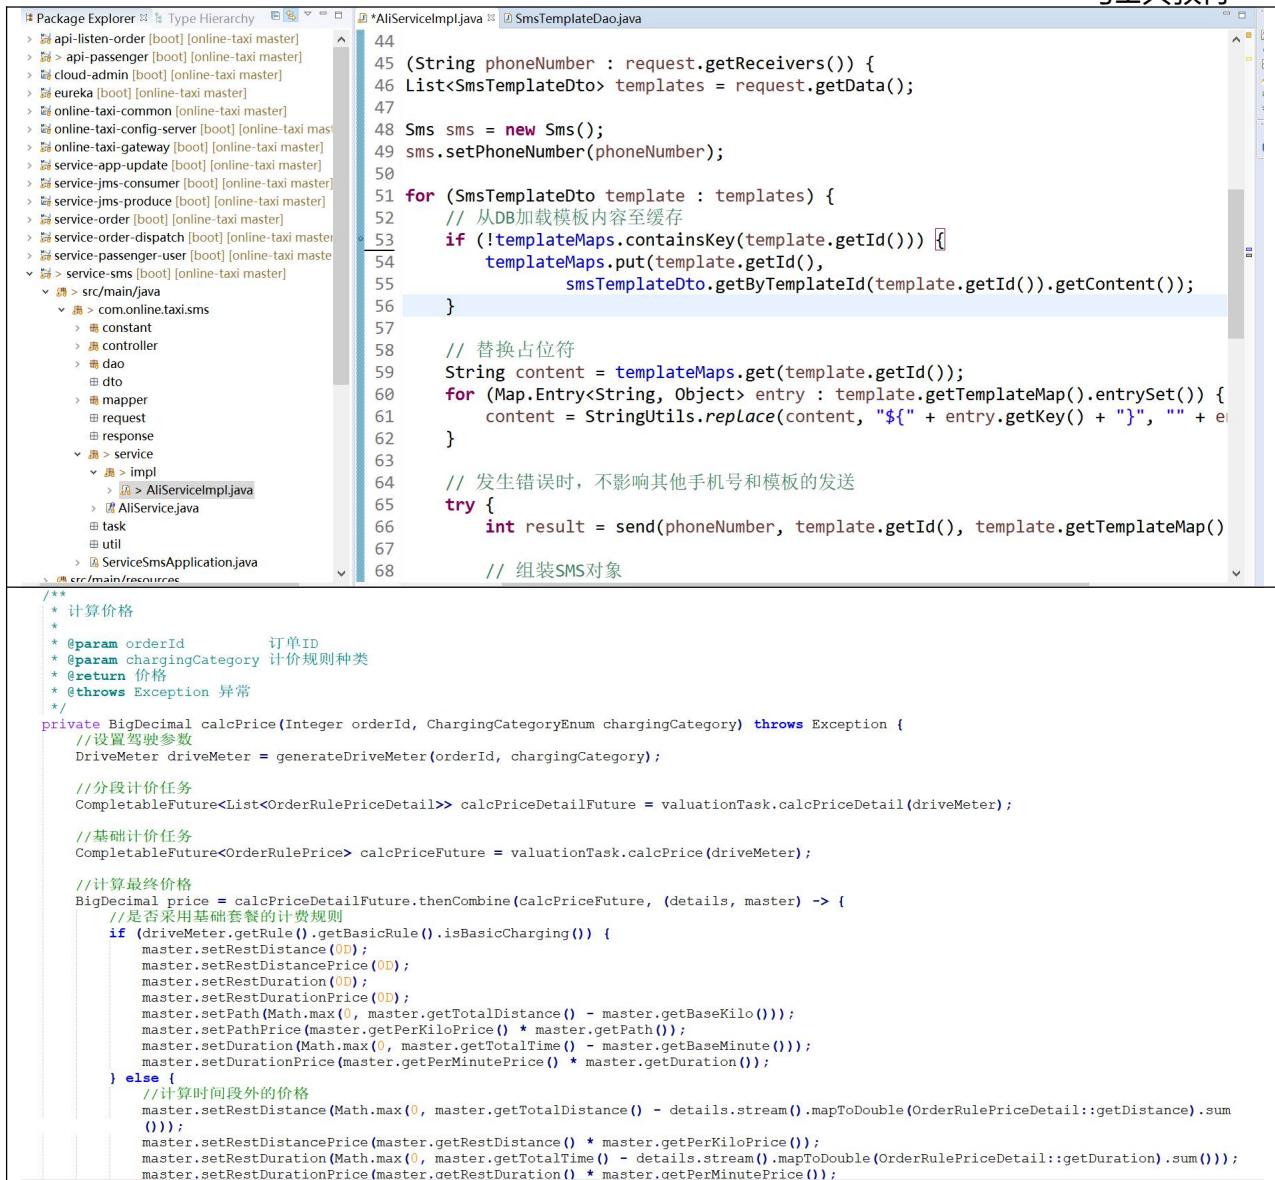 Package Explorer
Type Hierarchy
*AliServiceImpl.java
SmsTemplateDao.java
api-listen-order [boot] [online-taxi master]
> api-passenger [boot] [online-taxi master]
cloud-admin [boot] [online-taxi master]
eureka [boot] [online-taxi master]
online-taxi-common [online-taxi master]
online-taxi-config-server [boot] [online-taxi mast
online-taxi-gateway [boot] [online-taxi master]
service-app-update [boot] [online-taxi master]
service-jms-consumer [boot] [online-taxi master]
service-jms-produce [boot] [online-taxi master]
service-order [boot] [online-taxi master]
service-order-dispatch [boot] [online-taxi master
service-passenger-user [boot] [online-taxi maste
> service-sms [boot] [online-taxi master]
> src/main/java
> com.online.taxi.sms
constant
controller
dao
dto
mapper
request
response
> service
> impl
> AliServiceImpl.java
AliService.java
task
util
ServiceSmsApplication.java
src/main/resources
44
45 (String phoneNumber : request.getReceivers()) {
46 List<SmsTemplateDto> templates = request.getData();
47
48 Sms sms = new Sms();
49 sms.setPhoneNumber(phoneNumber);
50
51 for (SmsTemplateDto template : templates) {
52 // 从DB加载模板内容至缓存
53 if (!templateMaps.containsKey(template.getId())) {
54 templateMaps.put(template.getId(),
55 smsTemplateDto.getByTemplateId(template.getId()).getContent());
56 }
57
58 // 替换占位符
59 String content = templateMaps.get(template.getId());
60 for (Map.Entry<String, Object> entry : template.getTemplateMap().entrySet()) {
61 content = StringUtils.replace(content, "${" + entry.getKey() + "}", "" + e
62 }
63
64 // 发生错误时，不影响其他手机号和模板的发送
65 try {
66 int result = send(phoneNumber, template.getId(), template.getTemplateMap()
67
68 // 组装SMS对象
/**
* 计算价格
*
* @param orderId 订单ID
* @param chargingCategory 计价规则种类
* @return 价格
* @throws Exception 异常
*/
private BigDecimal calcPrice(Integer orderId, ChargingCategoryEnum chargingCategory) throws Exception {
//设置驾驶参数
DriveMeter driveMeter = generateDriveMeter(orderId, chargingCategory);
//分段计价任务
CompletableFuture<List<OrderRulePriceDetail>> calcPriceDetailFuture = valuationTask.calcPriceDetail(driveMeter);
//基础计价任务
CompletableFuture<OrderRulePrice> calcPriceFuture = valuationTask.calcPrice(driveMeter);
//计算最终价格
BigDecimal price = calcPriceDetailFuture.thenCombine(calcPriceFuture, (details, master) -> {
//是否采用基础套餐的计费规则
if (driveMeter.getRule().getBasicRule().isBasicCharging()) {
master.setRestDistance(0D);
master.setRestDistancePrice(0D);
master.setRestDuration(0D);
master.setRestDurationPrice(0D);
master.setPath(Math.max(0, master.getTotalDistance() - master.getBaseKilo()));
master.setPathPrice(master.getPerKiloPrice() * master.getPath());
master.setDuration(Math.max(0, master.getTotalTime() - master.getBaseMinute()));
master.setDurationPrice(master.getPerMinutePrice() * master.getDuration());
} else {
//计算时间段外的价格
master.setRestDistance(Math.max(0, master.getTotalDistance() - details.stream().mapToDouble(OrderRulePriceDetail::getDistance).sum
()));
master.setRestDistancePrice(master.getRestDistance() * master.getPerKiloPrice());
master.setRestDuration(Math.max(0, master.getTotalTime() - details.stream().mapToDouble(OrderRulePriceDetail::getDuration).sum()));
master.setRestDurationPrice(master.getRestDuration() * master.getPerMinutePrice());